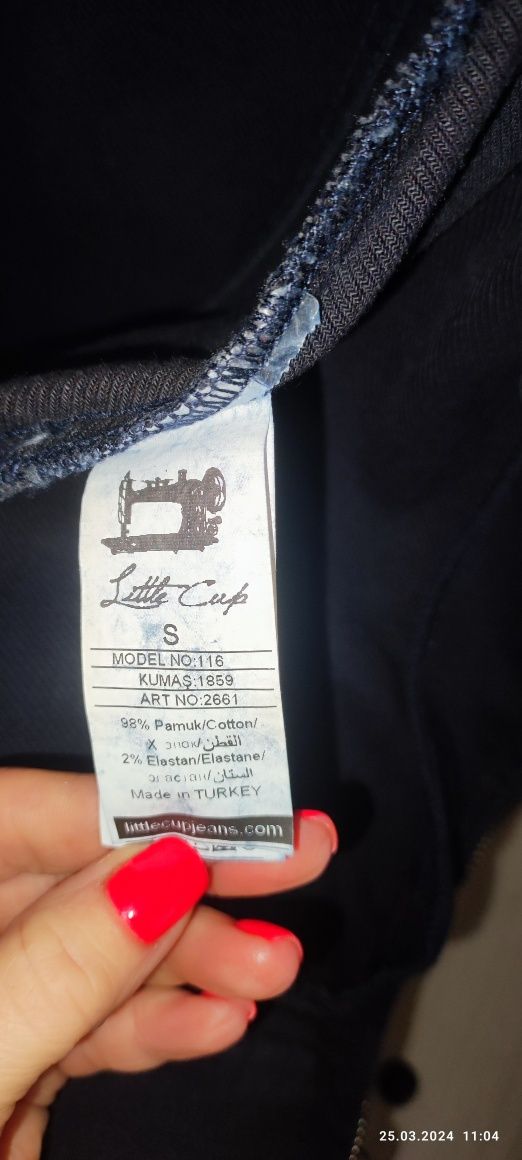 Little Cup
S
MODEL NO:116
KUMAŞ:1859
ART NO:2661
98% Pamuk/Cotton/
القطن/
2% Elastan/Elastane/
Made in TURKEY
littlecupjeans.com
25.03.2024 11:04